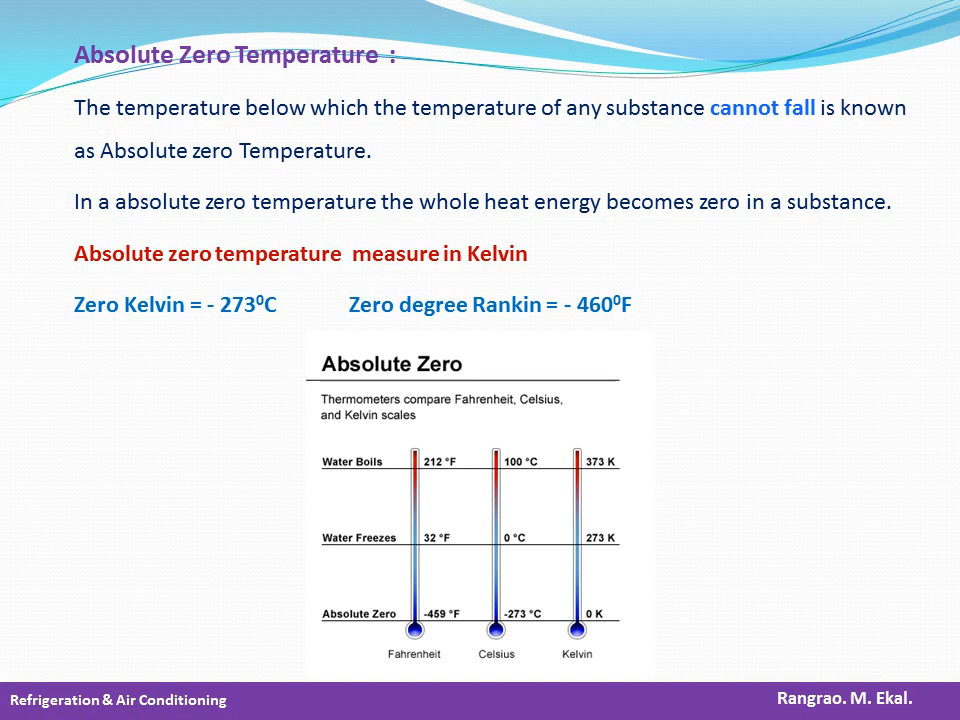 Absolute Zero Temperature :
The temperature below which the temperature of any substance cannot fall is known
as Absolute zero Temperature.
In a absolute zero temperature the whole heat energy becomes zero in a substance.
Absolute zero temperature measure in Kelvin
Zero Kelvin = - 273⁰C Zero degree Rankin = - 460⁰F
Absolute Zero
Thermometers compare Fahrenheit, Celsius,
and Kelvin scales
Water Boils 212 °F 100 °C 373 K
Water Freezes 32 °F 0 °C 273 K
Absolute Zero -459 °F -273 °C 0 K
Fahrenheit Celsius Kelvin
Refrigeration & Air Conditioning Rangrao. M. Ekal.